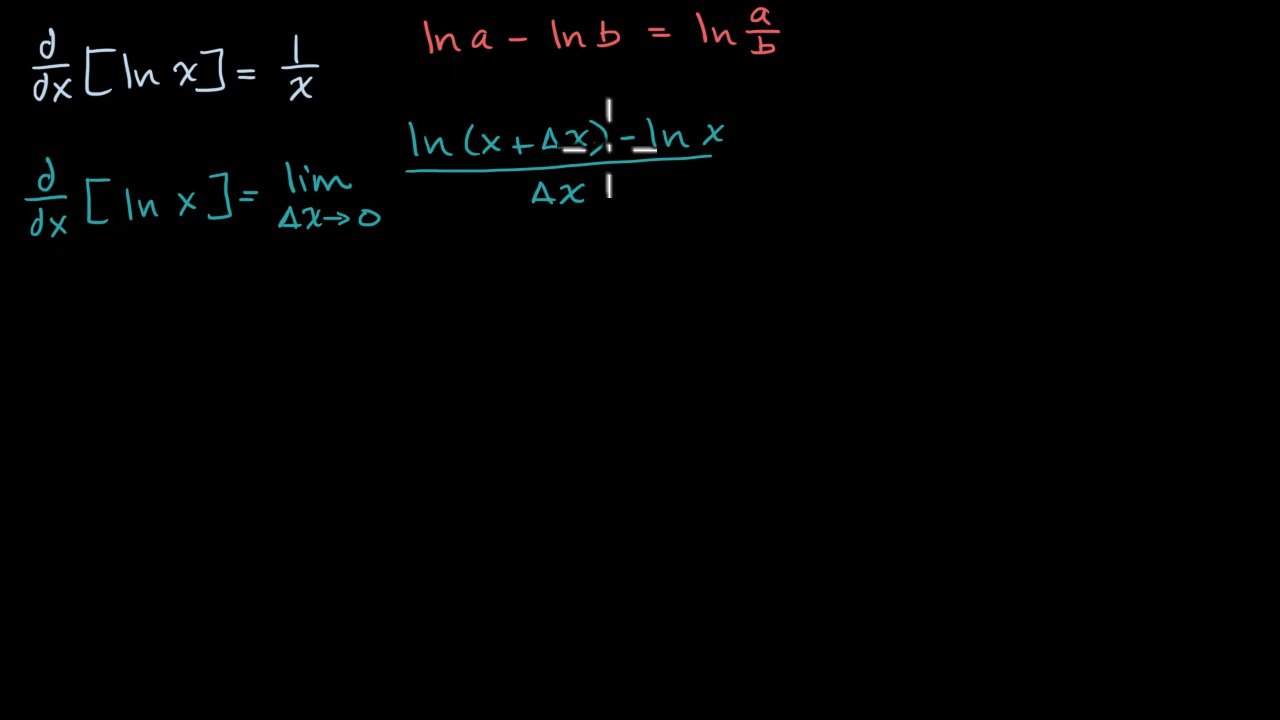 d/dx [ln x] = 1/x
ln a - ln b = ln a/b
d/dx [ln x] = lim Δx→0 (ln (x + Δx) - ln x)/Δx